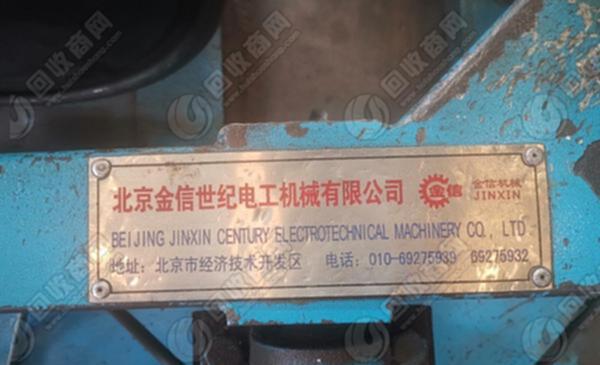 北京金信世纪电工机械有限公司
金信
金信机械
JINXIN
BEIJING JINXIN CENTURY ELECTROTECHNICAL MACHINERY CO., LTD
地址：北京市经济技术开发区 电话：010-69275939 69275932
回收商网